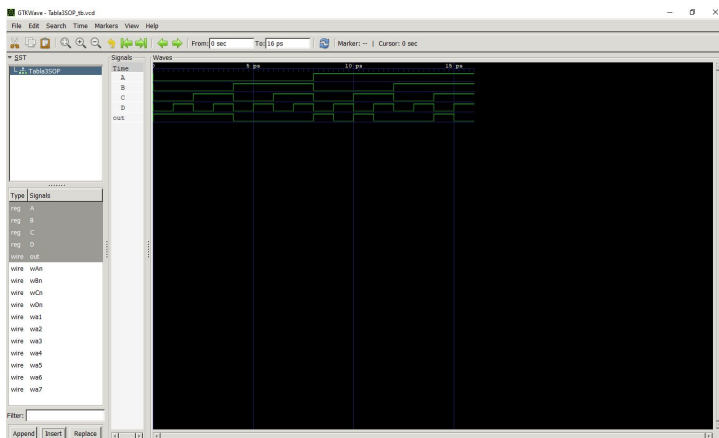 GTKWave - Tabla3SOP_tb.vcd
File Edit Search Time Markers View Help
From: 0 sec To: 16 ps Marker: -- | Cursor: 0 sec
SST
Tabla3SOP
Signals
Time
A
B
C
D
out
Waves
5 ps 10 ps 15 ps
Type Signals
reg A
reg B
reg C
reg D
wire out
wire wAn
wire wBn
wire wCn
wire wDn
wire wa1
wire wa2
wire wa3
wire wa4
wire wa5
wire wa6
wire wa7
Filter:
Append Insert Replace